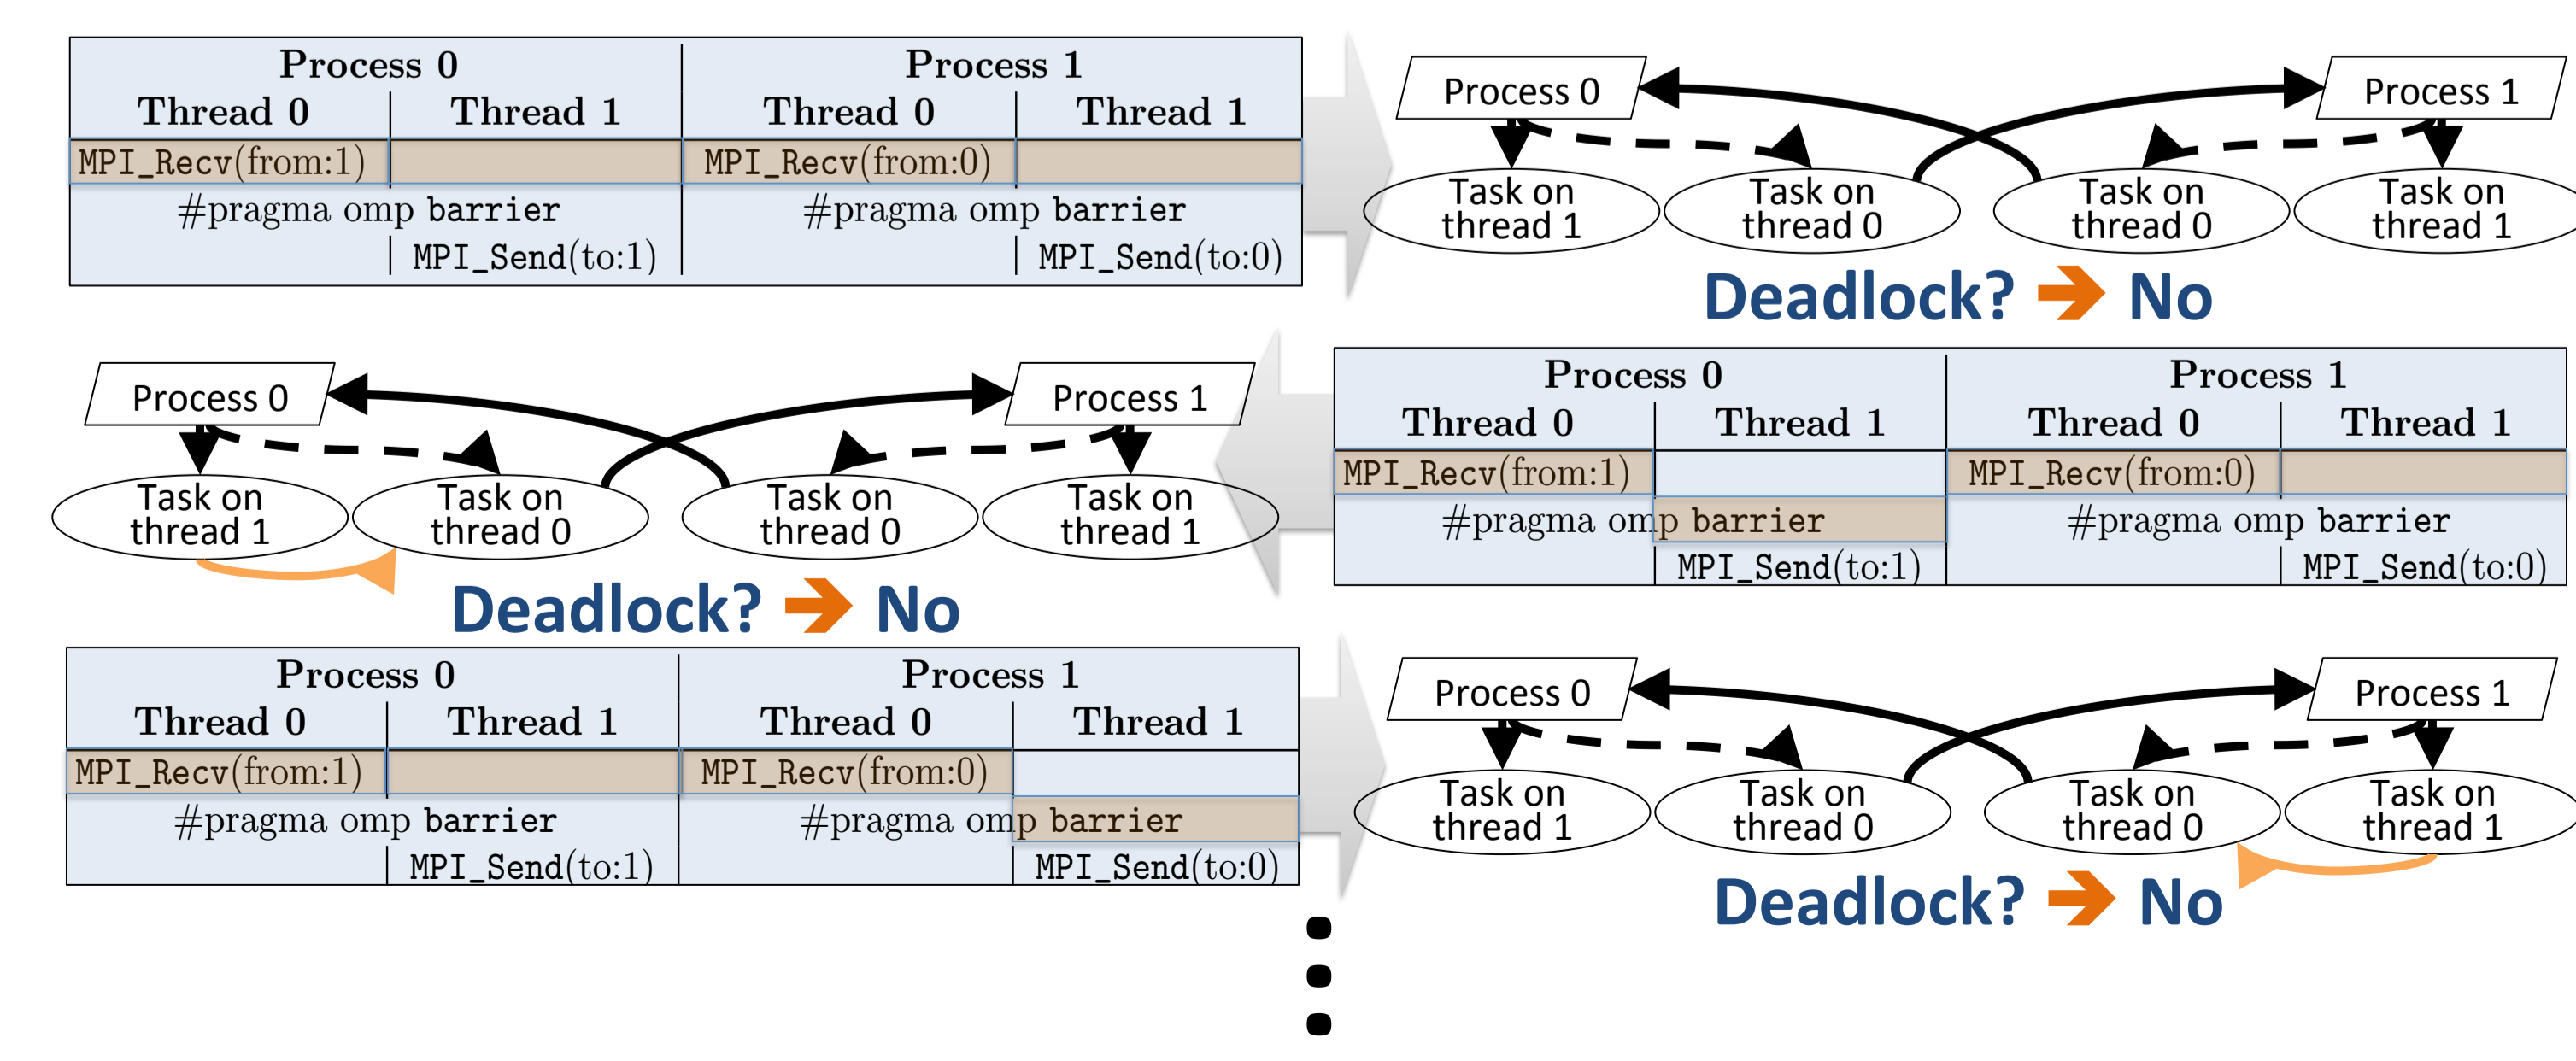 Process 0 Process 1
Thread 0 Thread 1 Thread 0 Thread 1
MPI_Recv(from:1) MPI_Recv(from:0)
#pragma omp barrier #pragma omp barrier
MPI_Send(to:1) MPI_Send(to:0)
Process 0 Process 1
Task on thread 1
Task on thread 0
Task on thread 0
Task on thread 1
Deadlock? ➔ No
Process 0 Process 1
Task on thread 1
Task on thread 0
Task on thread 0
Task on thread 1
Deadlock? ➔ No
Process 0 Process 1
Thread 0 Thread 1 Thread 0 Thread 1
MPI_Recv(from:1) MPI_Recv(from:0)
#pragma omp barrier #pragma omp barrier
MPI_Send(to:1) MPI_Send(to:0)
Process 0 Process 1
Thread 0 Thread 1 Thread 0 Thread 1
MPI_Recv(from:1) MPI_Recv(from:0)
#pragma omp barrier #pragma omp barrier
MPI_Send(to:1) MPI_Send(to:0)
Process 0 Process 1
Task on thread 1
Task on thread 0
Task on thread 0
Task on thread 1
Deadlock? ➔ No